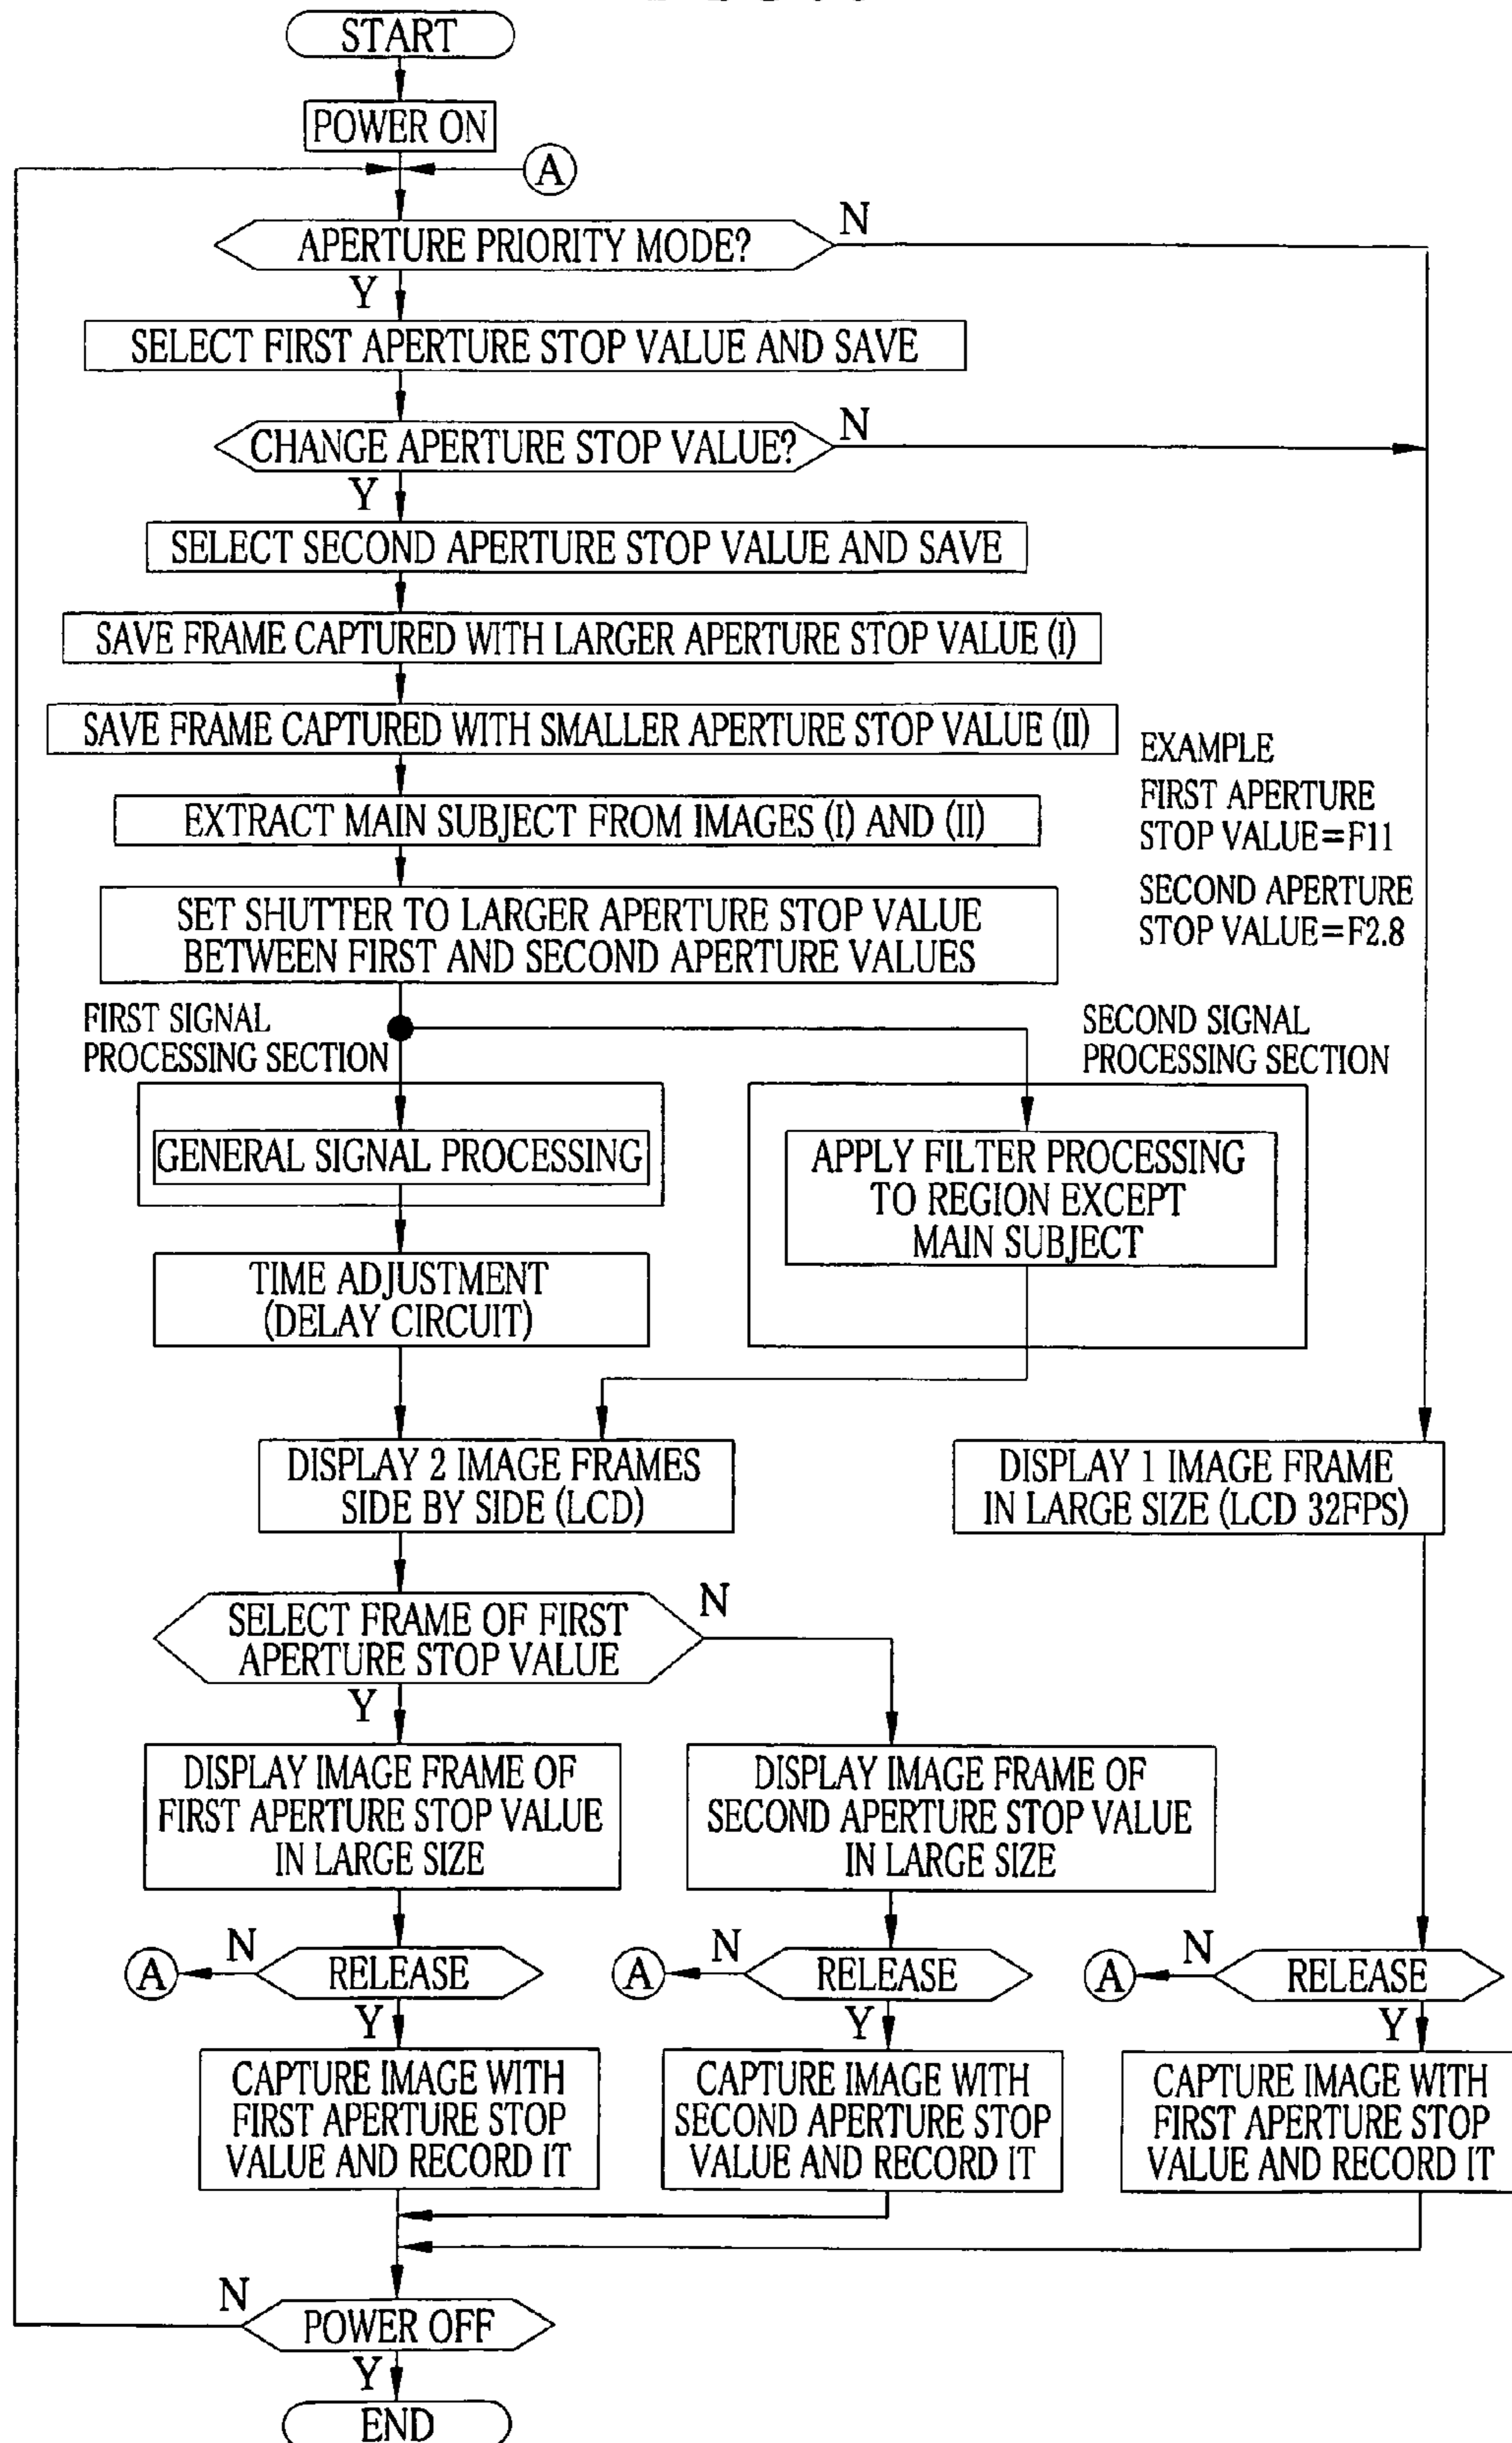 START
POWER ON
A
APERTURE PRIORITY MODE?
N
Y
SELECT FIRST APERTURE STOP VALUE AND SAVE
CHANGE APERTURE STOP VALUE?
N
Y
SELECT SECOND APERTURE STOP VALUE AND SAVE
SAVE FRAME CAPTURED WITH LARGER APERTURE STOP VALUE (I)
SAVE FRAME CAPTURED WITH SMALLER APERTURE STOP VALUE (II)
EXAMPLE
FIRST APERTURE
STOP VALUE=F11
SECOND APERTURE
STOP VALUE=F2.8
EXTRACT MAIN SUBJECT FROM IMAGES (I) AND (II)
SET SHUTTER TO LARGER APERTURE STOP VALUE
BETWEEN FIRST AND SECOND APERTURE VALUES
FIRST SIGNAL
PROCESSING SECTION
SECOND SIGNAL
PROCESSING SECTION
GENERAL SIGNAL PROCESSING
APPLY FILTER PROCESSING
TO REGION EXCEPT
MAIN SUBJECT
TIME ADJUSTMENT
(DELAY CIRCUIT)
DISPLAY 2 IMAGE FRAMES
SIDE BY SIDE (LCD)
DISPLAY 1 IMAGE FRAME
IN LARGE SIZE (LCD 32FPS)
SELECT FRAME OF FIRST
APERTURE STOP VALUE
N
Y
DISPLAY IMAGE FRAME OF
FIRST APERTURE STOP VALUE
IN LARGE SIZE
DISPLAY IMAGE FRAME OF
SECOND APERTURE STOP VALUE
IN LARGE SIZE
A
N
RELEASE
Y
A
N
RELEASE
Y
A
N
RELEASE
Y
CAPTURE IMAGE WITH
FIRST APERTURE STOP
VALUE AND RECORD IT
CAPTURE IMAGE WITH
SECOND APERTURE STOP
VALUE AND RECORD IT
CAPTURE IMAGE WITH
FIRST APERTURE STOP
VALUE AND RECORD IT
N
POWER OFF
Y
END